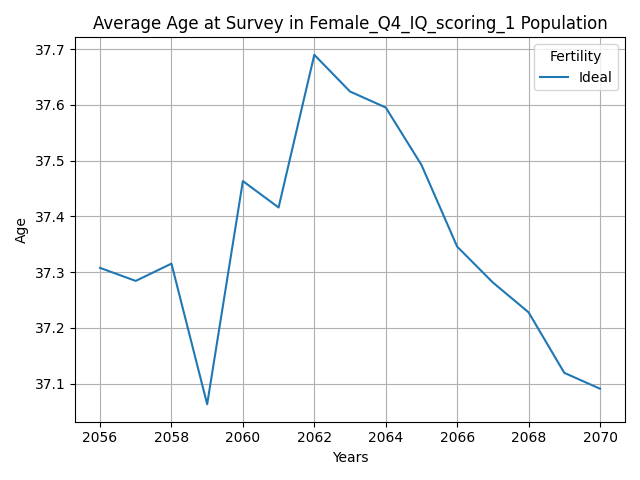 Average Age at Survey in Female_Q4_IQ_scoring_1 Population
Fertility
Ideal
37.7
37.6
37.5
37.4
37.3
37.2
37.1
Age
2056 2058 2060 2062 2064 2066 2068 2070
Years